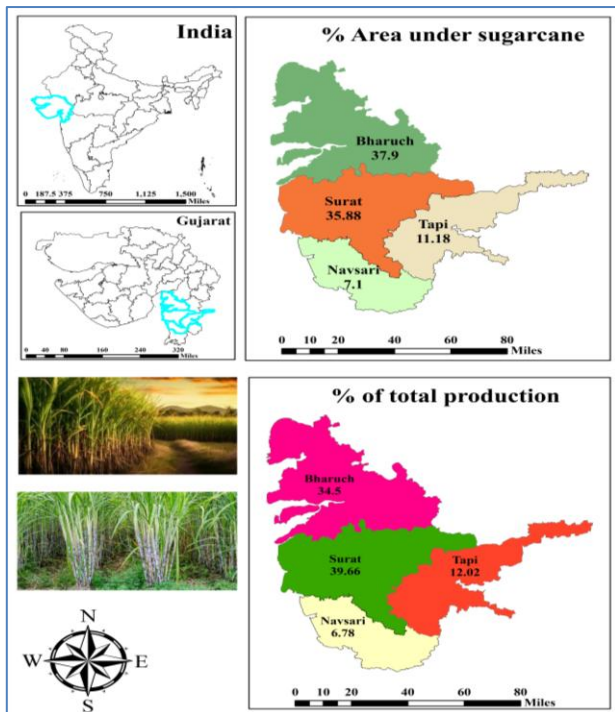 India
0 187.5 375 750 1,125 1,500
Miles
Gujarat
0 40 80 160 240 320
Miles
N
W E
S
% Area under sugarcane
Bharuch
37.9
Surat
35.88
Tapi
11.18
Navsari
7.1
0 10 20 40 60 80
Miles
% of total production
Bharuch
34.5
Surat
39.66
Tapi
12.02
Navsari
6.78
0 10 20 40 60 80
Miles